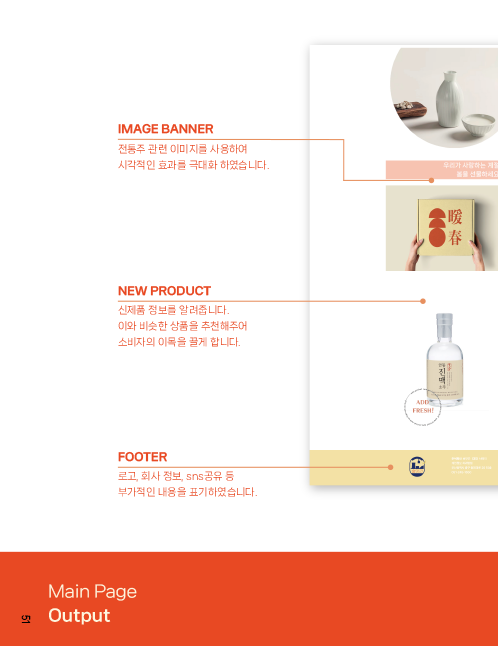 IMAGE BANNER
전통주 관련 이미지를 사용하여
시각적인 효과를 극대화 하였습니다.
우리가 사랑하는 계절
봄을 선물하세요
暖
春
NEW PRODUCT
신제품 정보를 알려줍니다.
이와 비슷한 상품을 추천해주어
소비자의 이목을 끌게 합니다.
진맥
ADD
FRESH!
FOOTER
로고, 회사 정보, sns공유 등
부가적인 내용을 표기하였습니다.
Main Page
Output
51